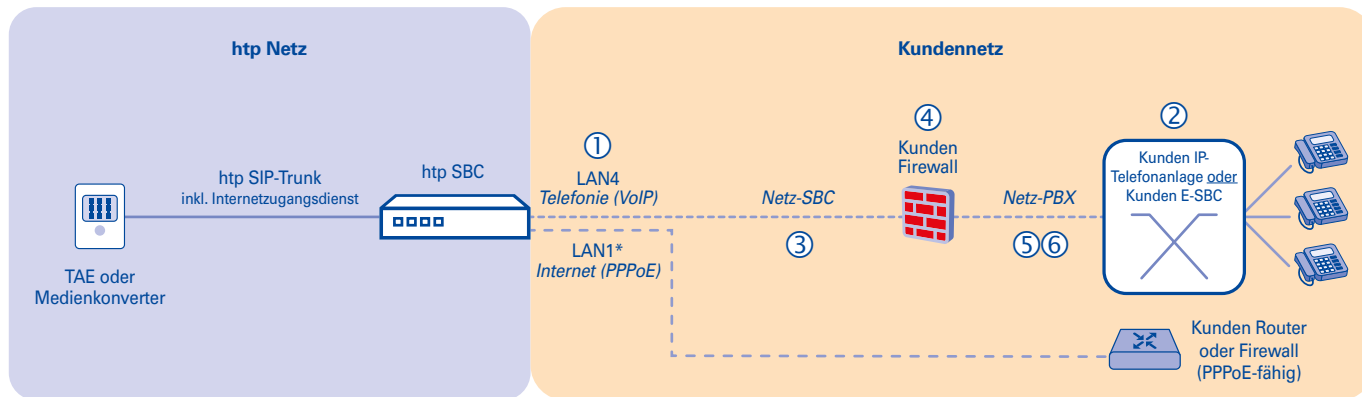 htp Netz
Kundennetz
htp SIP-Trunk
inkl. Internetzugangsdienst
htp SBC
TAE oder
Medienkonverter
①
LAN4
Telefonie (VoIP)
LAN1*
Internet (PPPoE)
Netz-SBC
③
④
Kunden
Firewall
Netz-PBX
⑤⑥
②
Kunden IP-
Telefonanlage oder
Kunden E-SBC
Kunden Router
oder Firewall
(PPPoE-fähig)